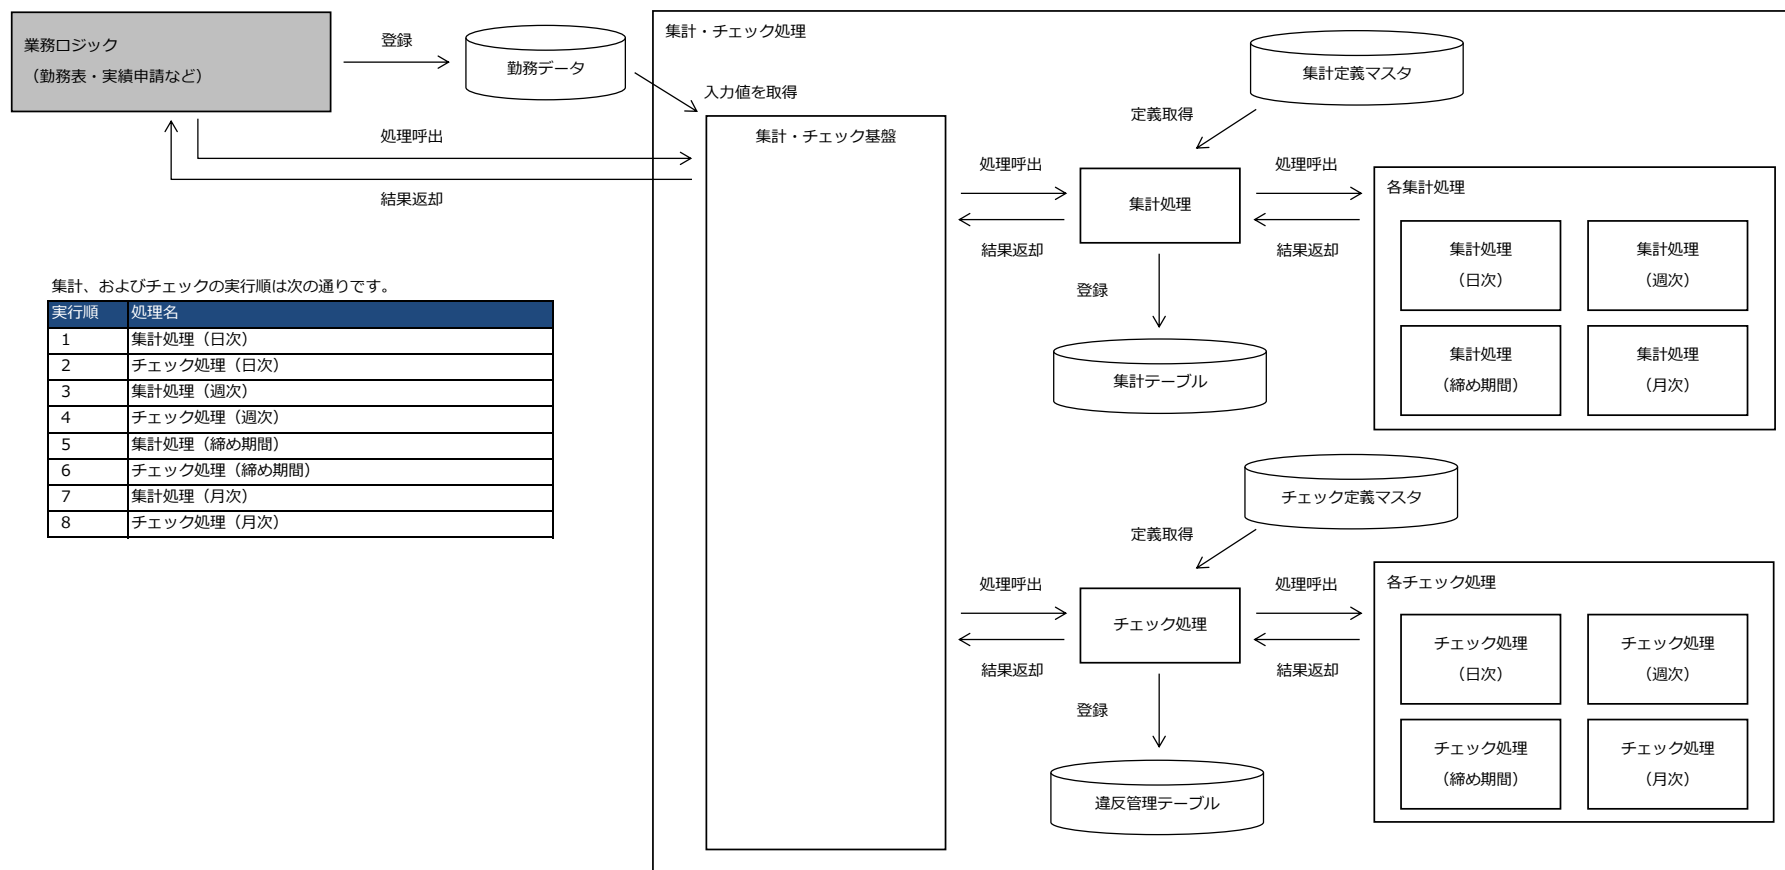 業務ロジック
（勤務表・実績申請など）
登録
勤務データ
処理呼出
結果返却
集計、およびチェックの実行順は次の通りです。
実行順 処理名
1 集計処理（日次）
2 チェック処理（日次）
3 集計処理（週次）
4 チェック処理（週次）
5 集計処理（締め期間）
6 チェック処理（締め期間）
7 集計処理（月次）
8 チェック処理（月次）
集計・チェック処理
入力値を取得
集計・チェック基盤
集計定義マスタ
定義取得
処理呼出
集計処理
結果返却
処理呼出
結果返却
登録
集計テーブル
各集計処理
集計処理
（日次）
集計処理
（週次）
集計処理
（締め期間）
集計処理
（月次）
チェック定義マスタ
定義取得
処理呼出
チェック処理
結果返却
処理呼出
結果返却
登録
違反管理テーブル
各チェック処理
チェック処理
（日次）
チェック処理
（週次）
チェック処理
（締め期間）
チェック処理
（月次）